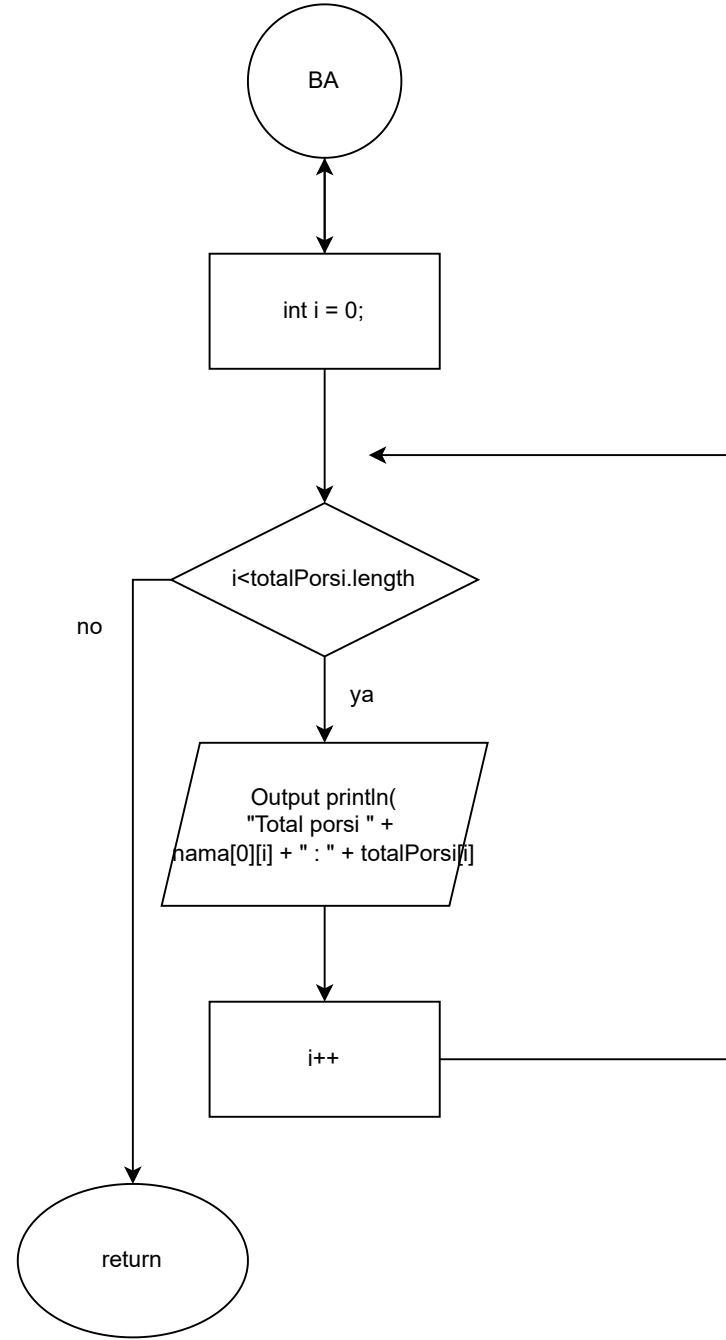 BA
int i = 0;
i<totalPorsi.length
no
ya
Output println(
"Total porsi " +
nama[0][i] + " : " + totalPorsi[i]
i++
return